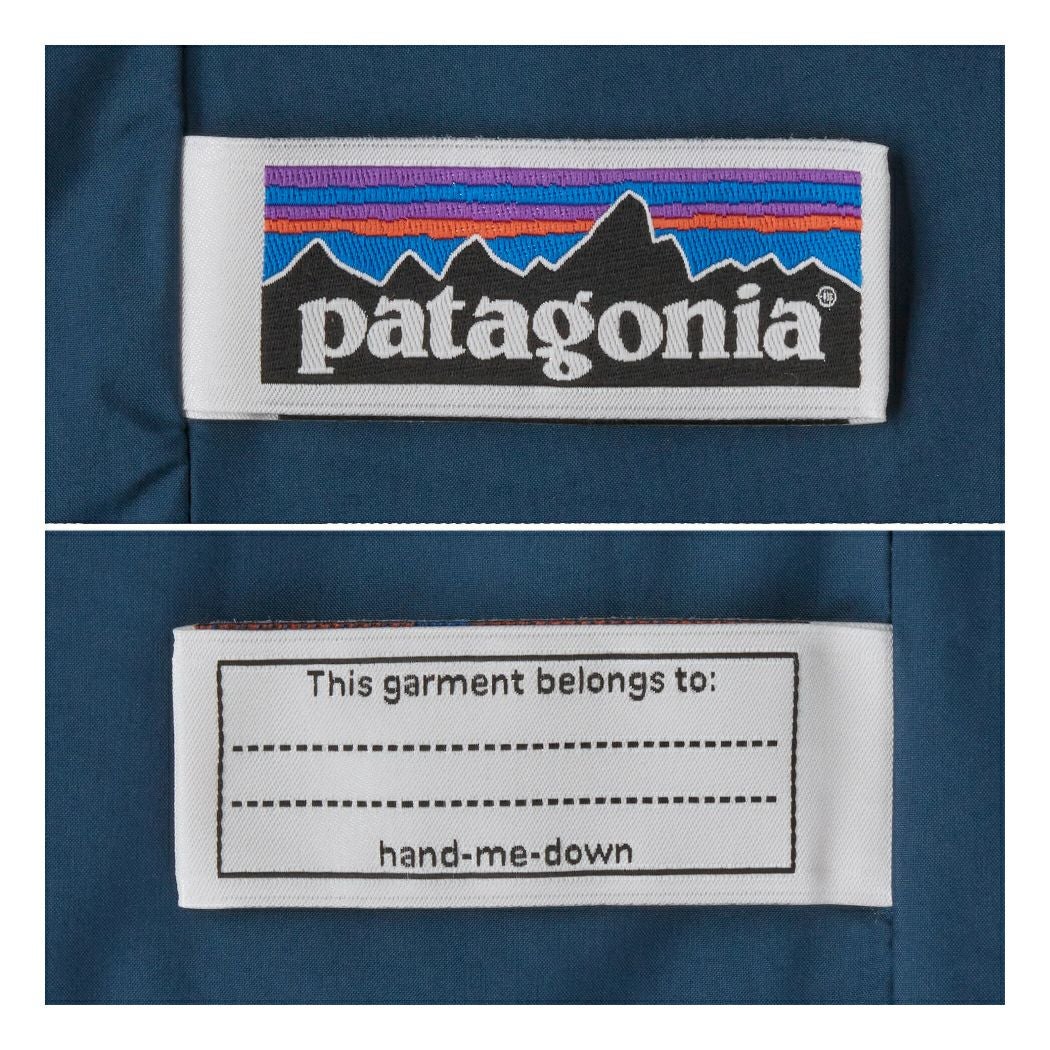 patagonia®
This garment belongs to:
hand-me-down